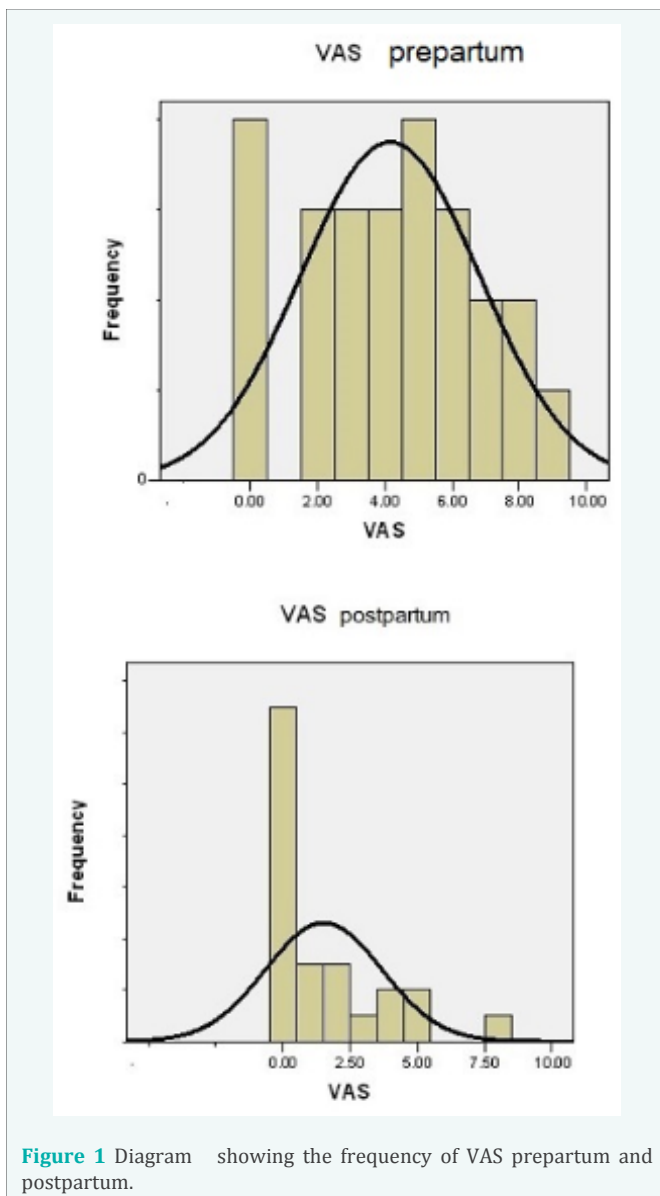 VAS prepartum
Frequency
0
0.00 2.00 4.00 6.00 8.00 10.00
VAS
VAS postpartum
Frequency
0.00 2.50 5.00 7.50 10.00
VAS
Figure 1 Diagram showing the frequency of VAS prepartum and
postpartum.